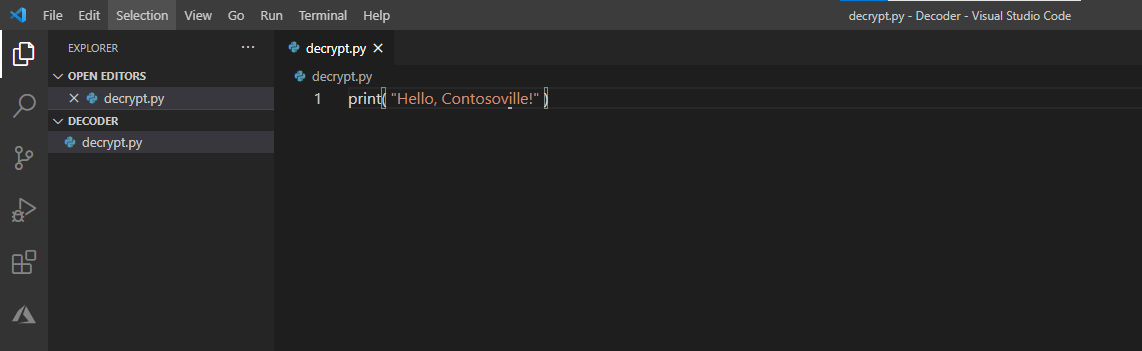 File Edit Selection View Go Run Terminal Help decrypt.py - Decoder - Visual Studio Code
EXPLORER ···
OPEN EDITORS
decrypt.py
DECODER
decrypt.py
decrypt.py
decrypt.py
1 print( "Hello, Contosoville!" )